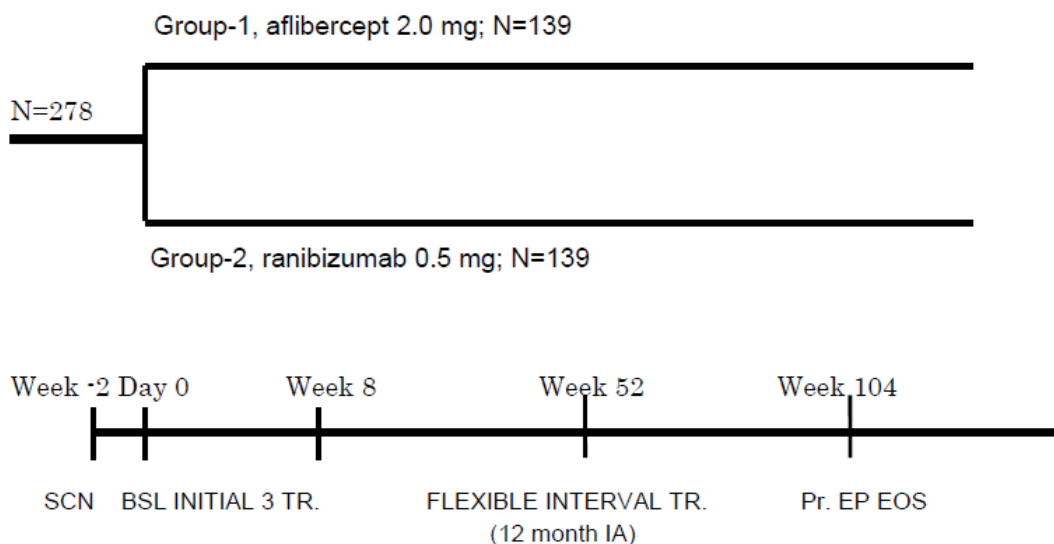 Group-1, aflibercept 2.0 mg; N=139
N=278
Group-2, ranibizumab 0.5 mg; N=139
Week -2 Day 0 Week 8 Week 52 Week 104
SCN BSL INITIAL 3 TR. FLEXIBLE INTERVAL TR. Pr. EP EOS
(12 month IA)